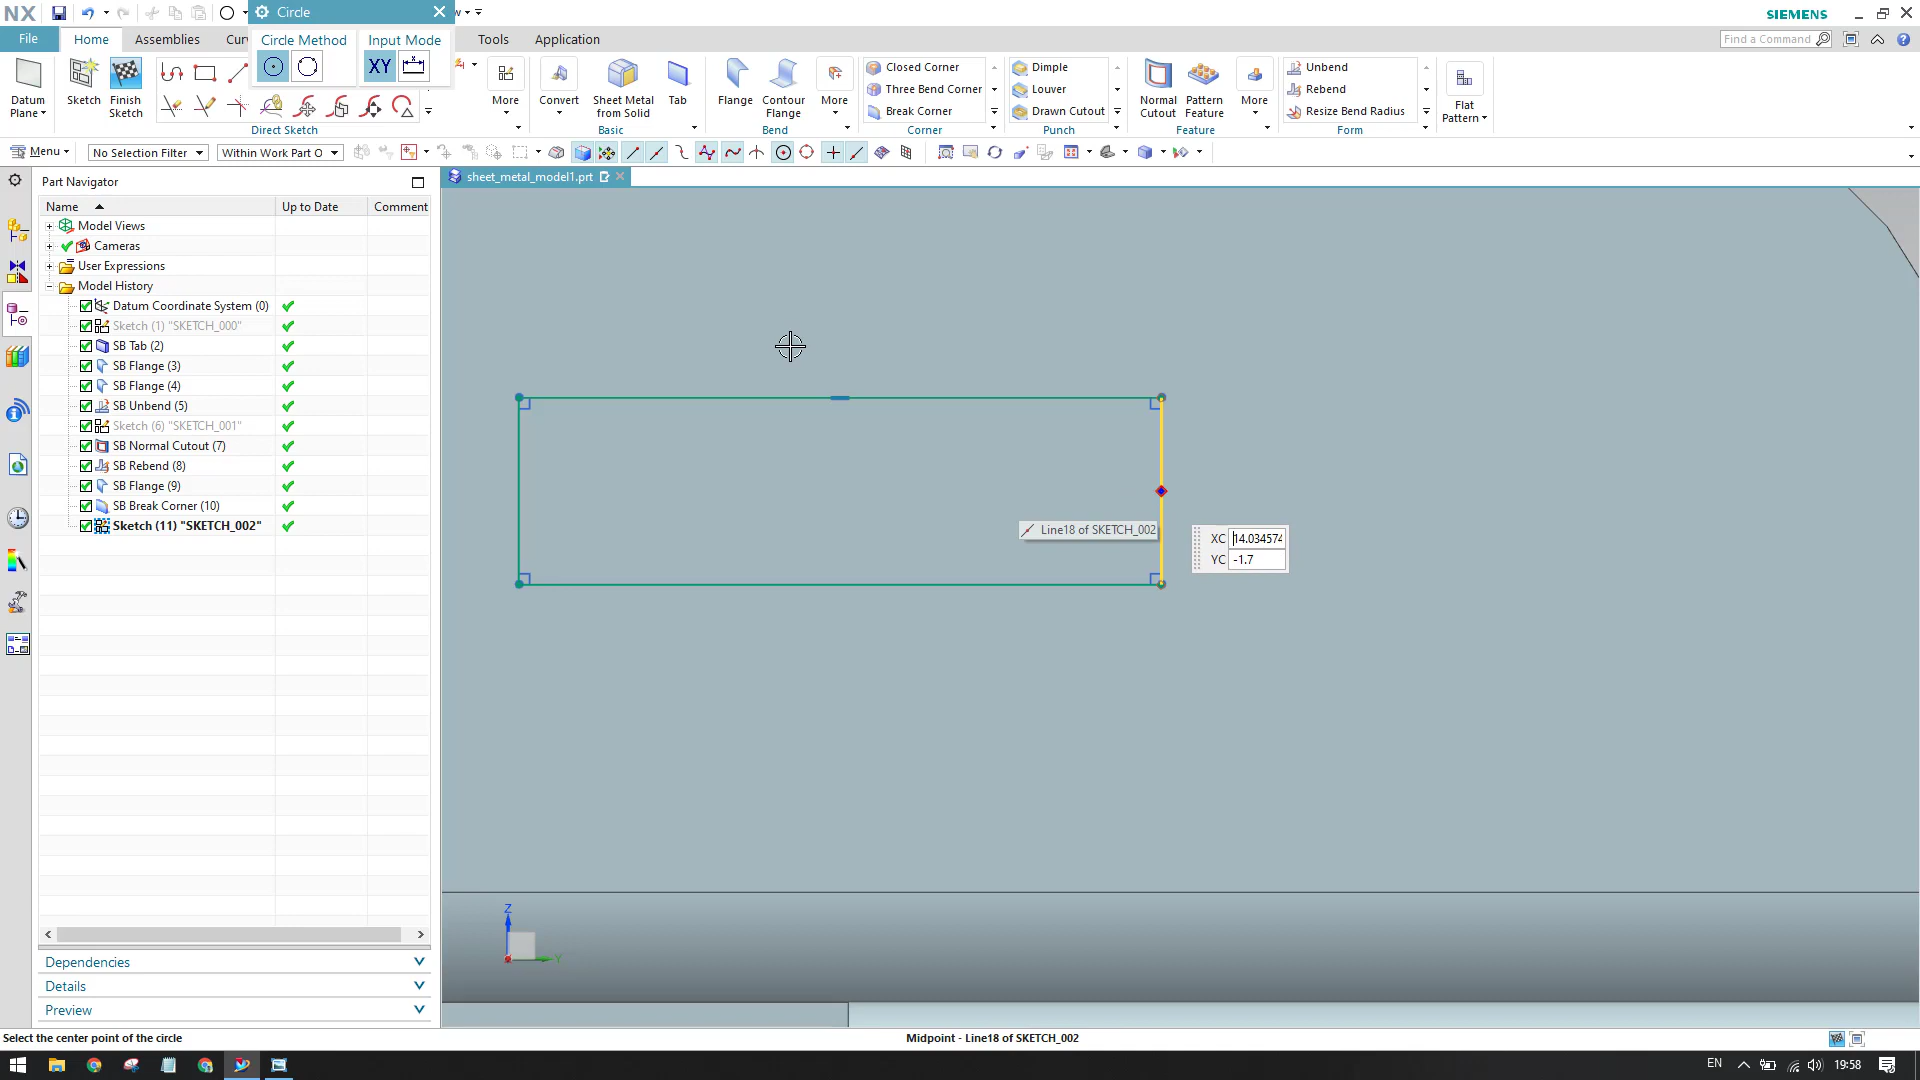 NX
Circle
SIEMENS
File
Home
Assemblies
Tools
Application
Find a Command
Circle Method
Input Mode
XY
Datum Plane
Sketch
Finish Sketch
Direct Sketch
More
Convert
Sheet Metal from Solid
Tab
Basic
Flange
Contour Flange
More
Bend
Closed Corner
Three Bend Corner
Break Corner
Corner
Dimple
Louver
Drawn Cutout
Punch
Normal Cutout
Pattern Feature
More
Feature
Unbend
Rebend
Resize Bend Radius
Form
Flat Pattern
Menu
No Selection Filter
Within Work Part O
Part Navigator
sheet_metal_model1.prt
Name
Up to Date
Comment
Model Views
Cameras
User Expressions
Model History
Datum Coordinate System (0)
Sketch (1) "SKETCH_000"
SB Tab (2)
SB Flange (3)
SB Flange (4)
SB Unbend (5)
Sketch (6) "SKETCH_001"
SB Normal Cutout (7)
SB Rebend (8)
SB Flange (9)
SB Break Corner (10)
Sketch (11) "SKETCH_002"
Line18 of SKETCH_002
XC 14.034574
YC -1.7
Z
Y
Dependencies
Details
Preview
Select the center point of the circle
Midpoint - Line18 of SKETCH_002
EN
19:58